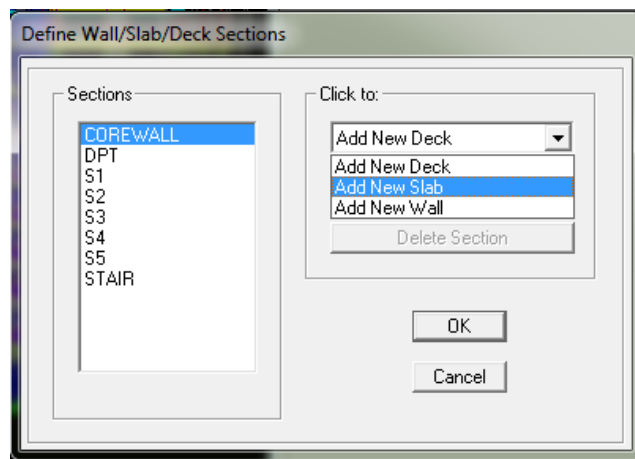 Define Wall/Slab/Deck Sections
Sections
COREWALL
DPT
S1
S2
S3
S4
S5
STAIR
Click to:
Add New Deck
Add New Deck
Add New Slab
Add New Wall
Delete Section
OK
Cancel